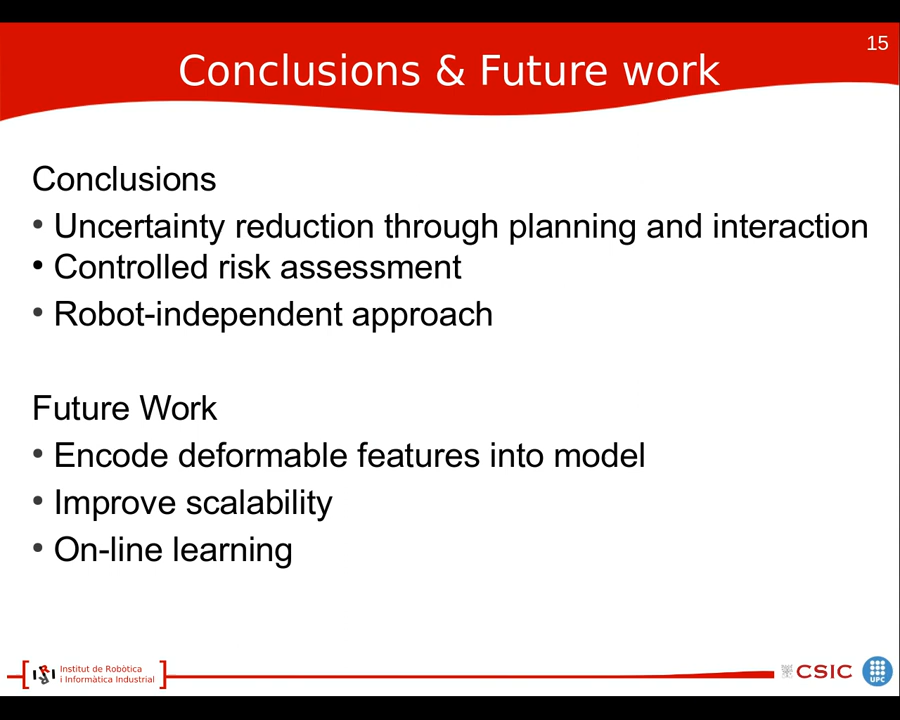 15
Conclusions & Future work
Conclusions
• Uncertainty reduction through planning and interaction
• Controlled risk assessment
• Robot-independent approach
Future Work
• Encode deformable features into model
• Improve scalability
• On-line learning
Institut de Robòtica
i Informàtica Industrial
CSIC
UPC